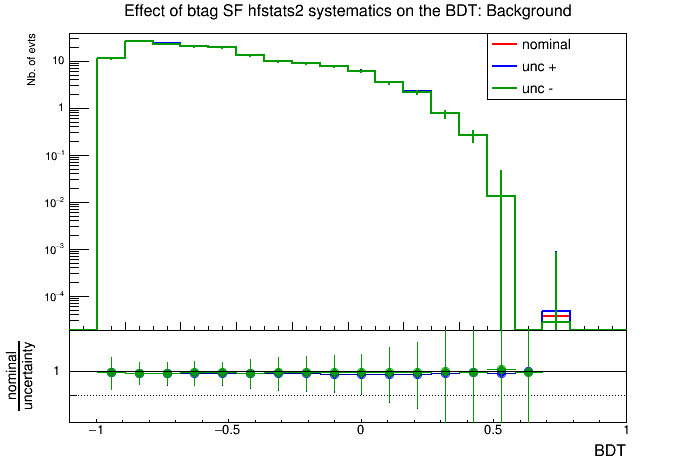 Effect of btag SF hfstats2 systematics on the BDT: Background
Nb. of evts
nominal
unc +
unc -
10
1
10⁻¹
10⁻²
10⁻³
10⁻⁴
nominal
uncertainty
1
−1
−0.5
0
0.5
1
BDT